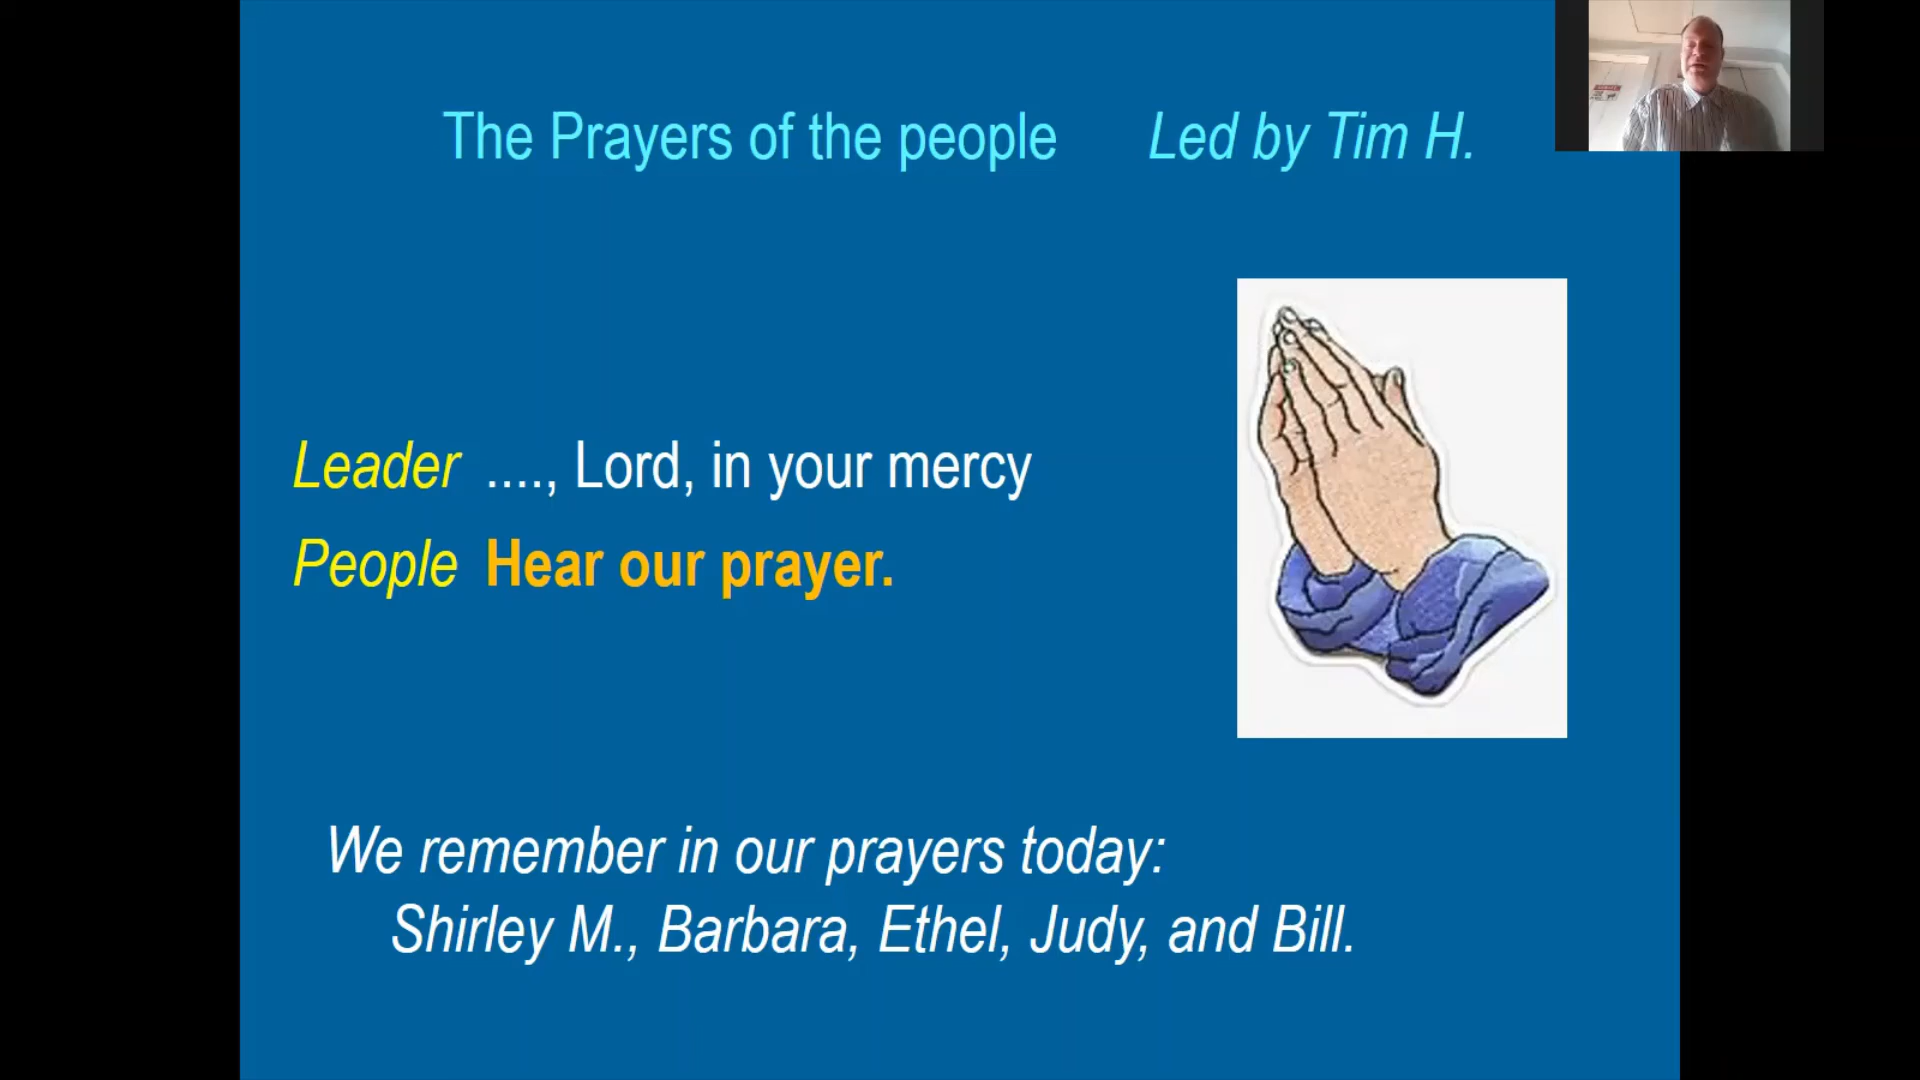 The Prayers of the people Led by Tim H.
Leader ...., Lord, in your mercy
People Hear our prayer.
We remember in our prayers today:
Shirley M., Barbara, Ethel, Judy, and Bill.